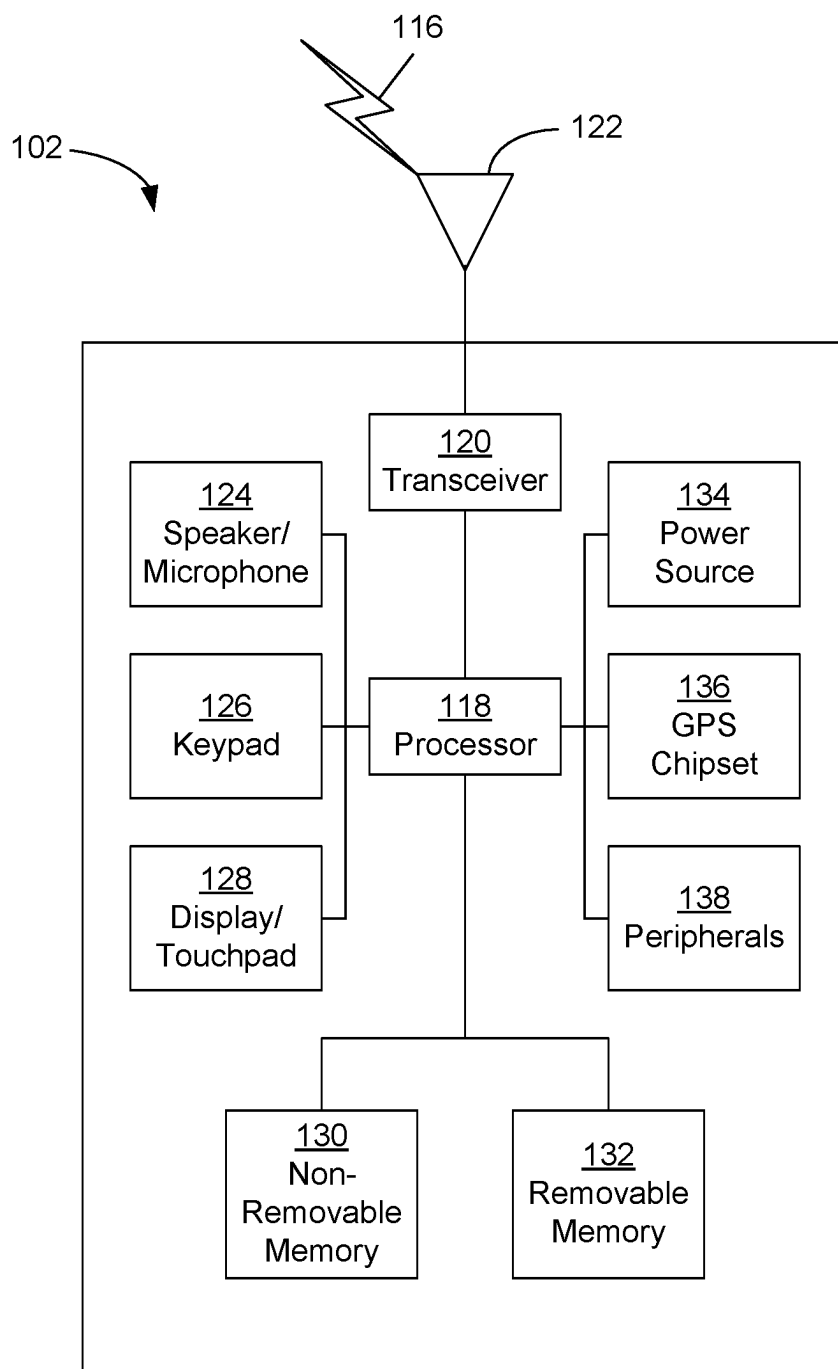 116
122
102
120
Transceiver
124
Speaker/
Microphone
134
Power
Source
126
Keypad
118
Processor
136
GPS
Chipset
128
Display/
Touchpad
138
Peripherals
130
Non-
Removable
Memory
132
Removable
Memory